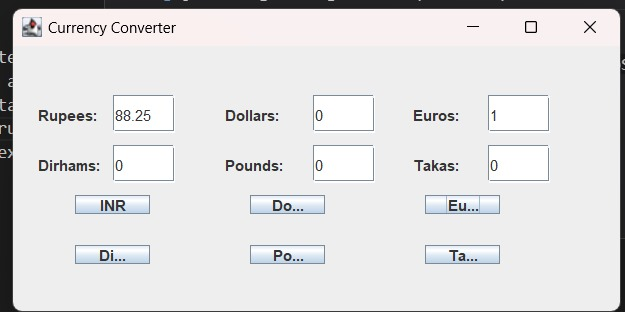 Currency Converter
Rupees: 88.25 Dollars: 0 Euros: 1
Dirhams: 0 Pounds: 0 Takas: 0
INR Do... Eu...
Di... Po... Ta...